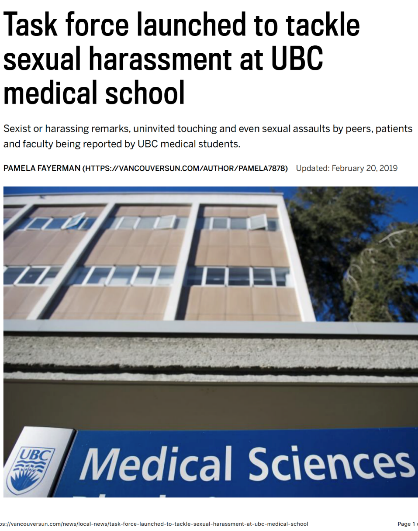 Task force launched to tackle
sexual harassment at UBC
medical school
Sexist or harassing remarks, uninvited touching and even sexual assaults by peers, patients
and faculty being reported by UBC medical students.
PAMELA FAYERMAN (HTTPS://VANCOUVERSUN.COM/AUTHOR/PAMELA7878) Updated: February 20, 2019
UBC
Medical Sciences
ps://vancouversun.com/news/local-news/task-force-launched-to-tackle-sexual-harassment-at-ubc-medical-school
Page 1